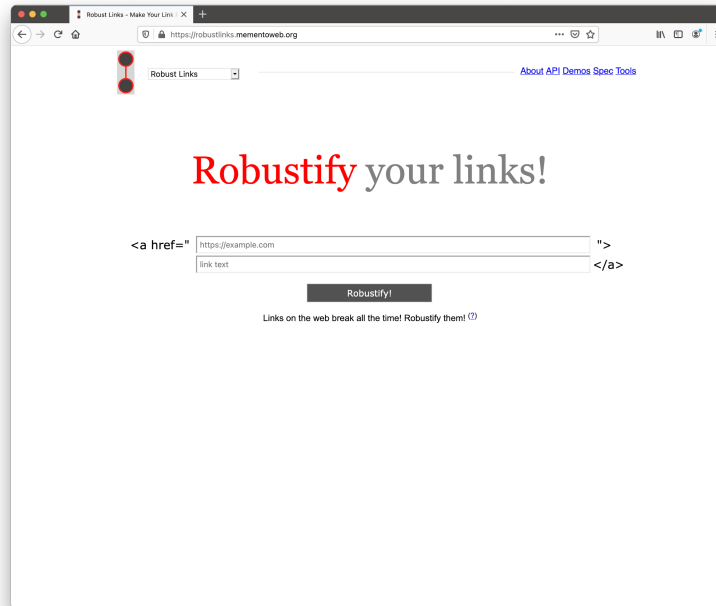 Robust Links - Make Your Link
https://robustlinks.mementoweb.org
Robust Links
About API Demos Spec Tools
Robustify your links!
<a href=" https://example.com ">
link text </a>
Robustify!
Links on the web break all the time! Robustify them! (?)